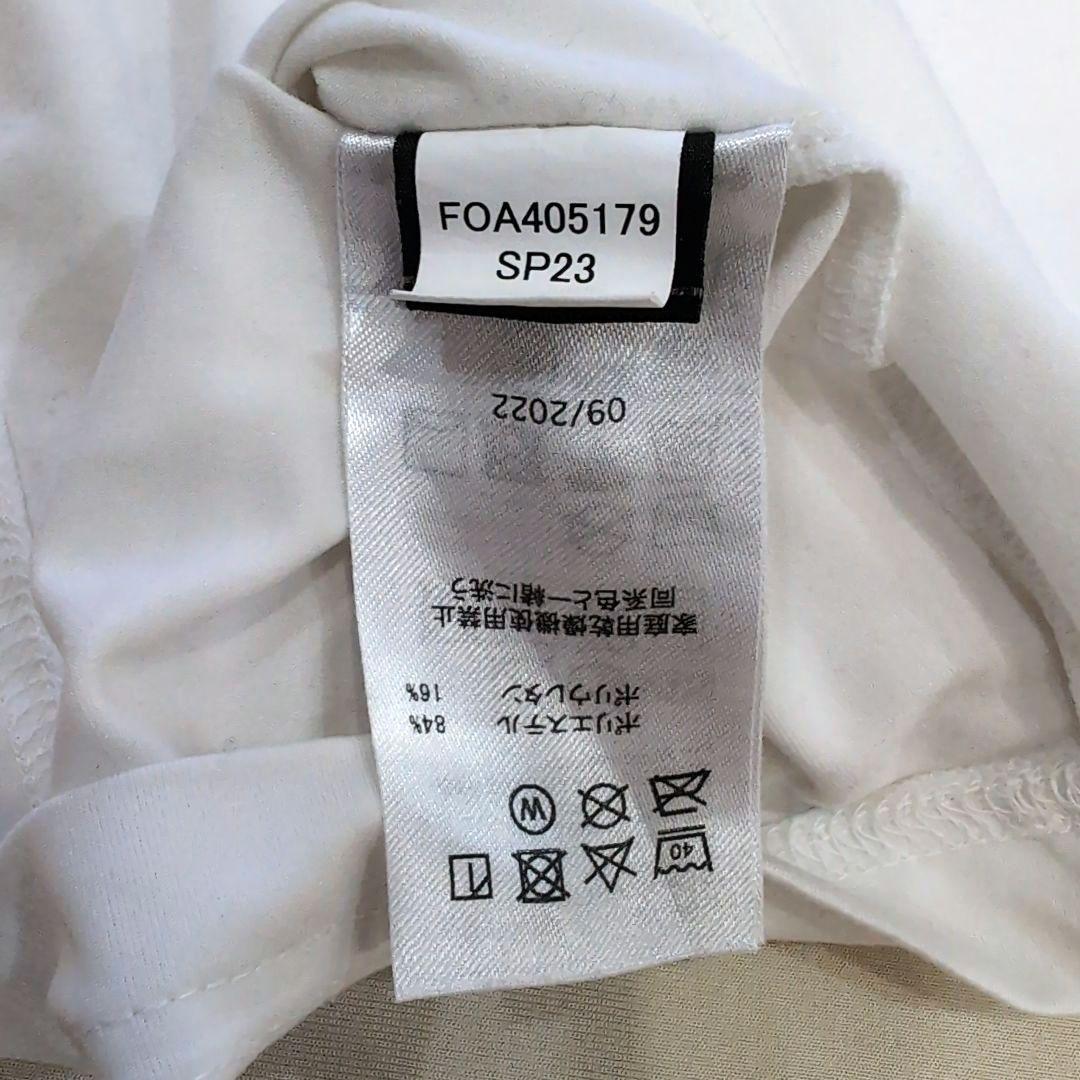 FOA405179
SP23
40
W
ポリエステル 84%
ポリウレタン 16%
家庭用乾燥機使用禁止
同系色と一緒に洗う
09/2022